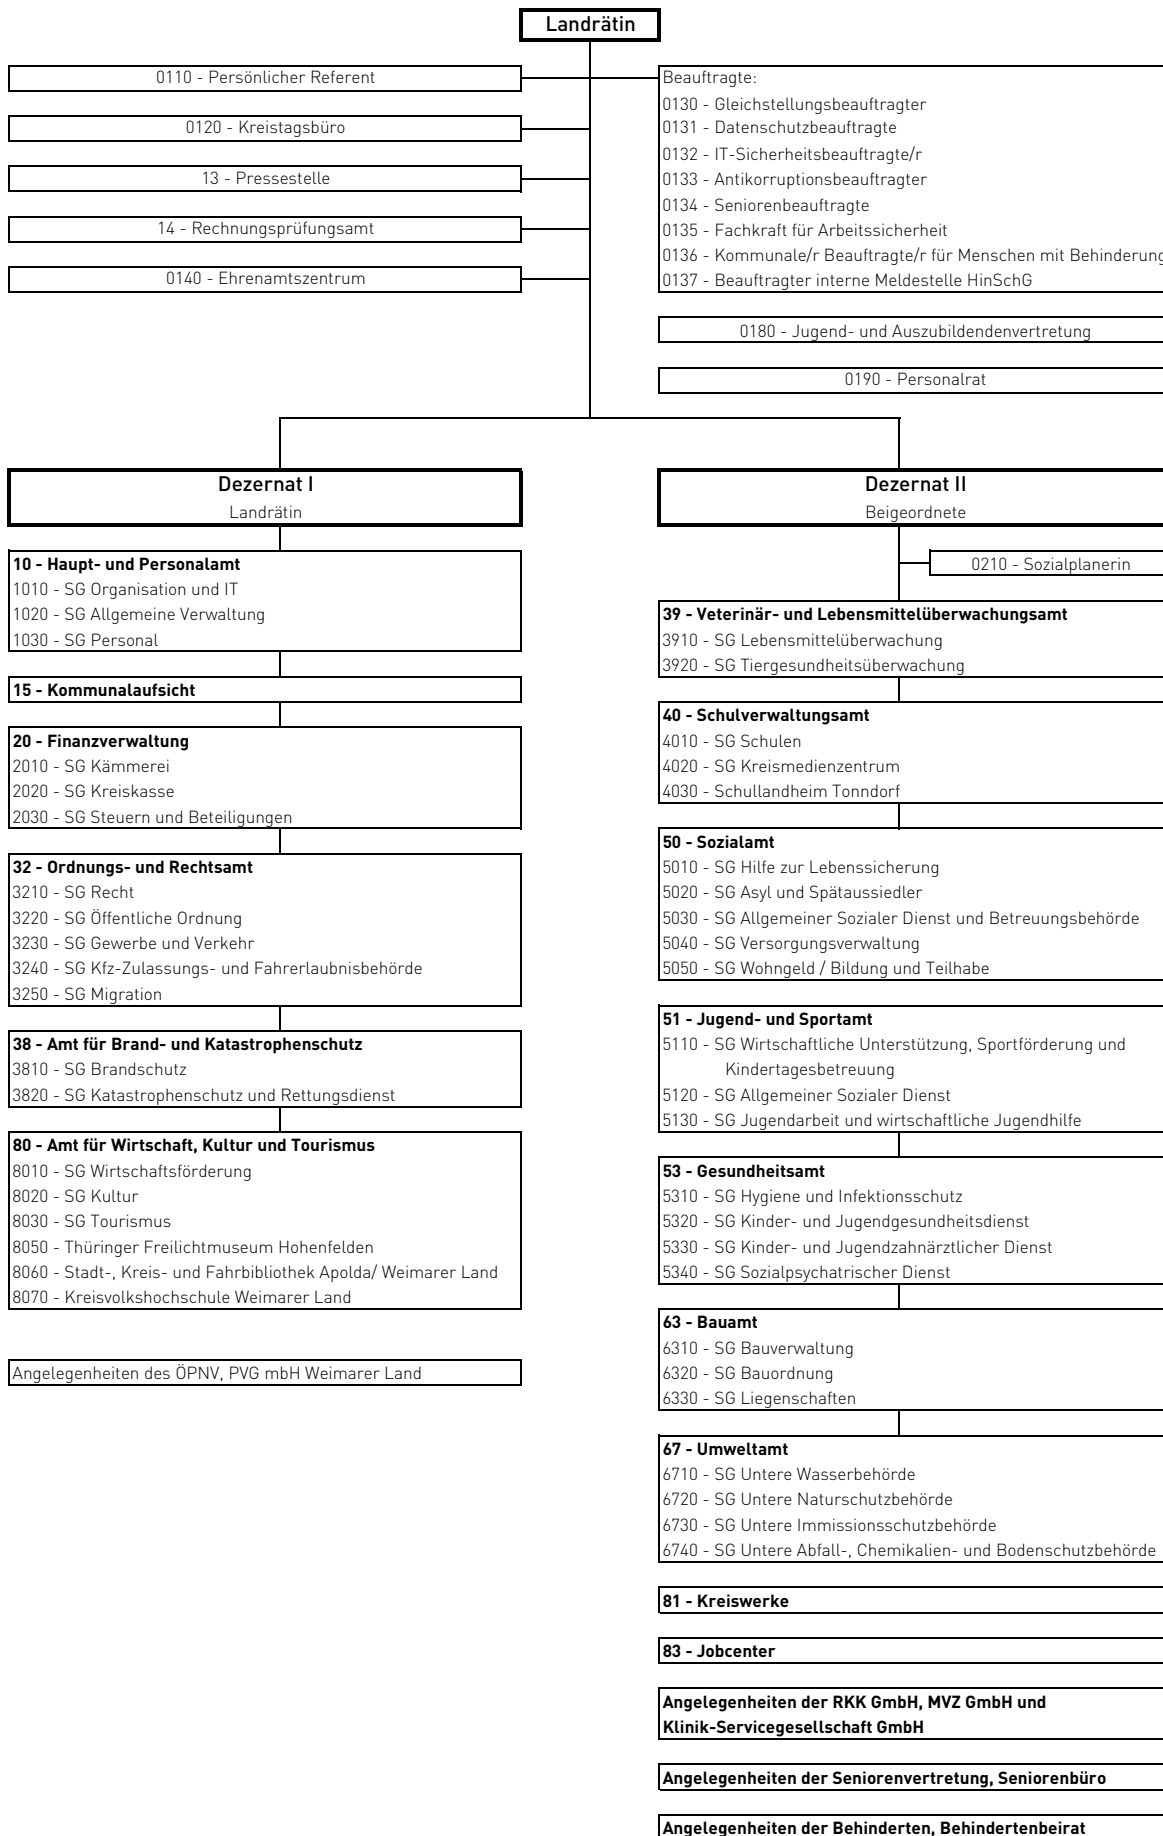 Landrätin
0110 - Persönlicher Referent
0120 - Kreistagsbüro
13 - Pressestelle
14 - Rechnungsprüfungsamt
0140 - Ehrenamtszentrum
Beauftragte:
0130 - Gleichstellungsbeauftragter
0131 - Datenschutzbeauftragte
0132 - IT-Sicherheitsbeauftragte/r
0133 - Antikorruptionsbeauftragter
0134 - Seniorenbeauftragte
0135 - Fachkraft für Arbeitssicherheit
0136 - Kommunale/r Beauftragte/r für Menschen mit Behinderung
0137 - Beauftragter interne Meldestelle HinSchG
0180 - Jugend- und Auszubildendenvertretung
0190 - Personalrat
Dezernat I
Landrätin
10 - Haupt- und Personalamt
1010 - SG Organisation und IT
1020 - SG Allgemeine Verwaltung
1030 - SG Personal
15 - Kommunalaufsicht
20 - Finanzverwaltung
2010 - SG Kämmerei
2020 - SG Kreiskasse
2030 - SG Steuern und Beteiligungen
32 - Ordnungs- und Rechtsamt
3210 - SG Recht
3220 - SG Öffentliche Ordnung
3230 - SG Gewerbe und Verkehr
3240 - SG Kfz-Zulassungs- und Fahrerlaubnisbehörde
3250 - SG Migration
38 - Amt für Brand- und Katastrophenschutz
3810 - SG Brandschutz
3820 - SG Katastrophenschutz und Rettungsdienst
80 - Amt für Wirtschaft, Kultur und Tourismus
8010 - SG Wirtschaftsförderung
8020 - SG Kultur
8030 - SG Tourismus
8050 - Thüringer Freilichtmuseum Hohenfelden
8060 - Stadt-, Kreis- und Fahrbibliothek Apolda/ Weimarer Land
8070 - Kreisvolkshochschule Weimarer Land
Angelegenheiten des ÖPNV, PVG mbH Weimarer Land
Dezernat II
Beigeordnete
0210 - Sozialplanerin
39 - Veterinär- und Lebensmittelüberwachungsamt
3910 - SG Lebensmittelüberwachung
3920 - SG Tiergesundheitsüberwachung
40 - Schulverwaltungsamt
4010 - SG Schulen
4020 - SG Kreismedienzentrum
4030 - Schullandheim Tonndorf
50 - Sozialamt
5010 - SG Hilfe zur Lebenssicherung
5020 - SG Asyl und Spätaussiedler
5030 - SG Allgemeiner Sozialer Dienst und Betreuungsbehörde
5040 - SG Versorgungsverwaltung
5050 - SG Wohngeld / Bildung und Teilhabe
51 - Jugend- und Sportamt
5110 - SG Wirtschaftliche Unterstützung, Sportförderung und
Kindertagesbetreuung
5120 - SG Allgemeiner Sozialer Dienst
5130 - SG Jugendarbeit und wirtschaftliche Jugendhilfe
53 - Gesundheitsamt
5310 - SG Hygiene und Infektionsschutz
5320 - SG Kinder- und Jugendgesundheitsdienst
5330 - SG Kinder- und Jugendzahnärztlicher Dienst
5340 - SG Sozialpsychatrischer Dienst
63 - Bauamt
6310 - SG Bauverwaltung
6320 - SG Bauordnung
6330 - SG Liegenschaften
67 - Umweltamt
6710 - SG Untere Wasserbehörde
6720 - SG Untere Naturschutzbehörde
6730 - SG Untere Immissionsschutzbehörde
6740 - SG Untere Abfall-, Chemikalien- und Bodenschutzbehörde
81 - Kreiswerke
83 - Jobcenter
Angelegenheiten der RKK GmbH, MVZ GmbH und
Klinik-Servicegesellschaft GmbH
Angelegenheiten der Seniorenvertretung, Seniorenbüro
Angelegenheiten der Behinderten, Behindertenbeirat